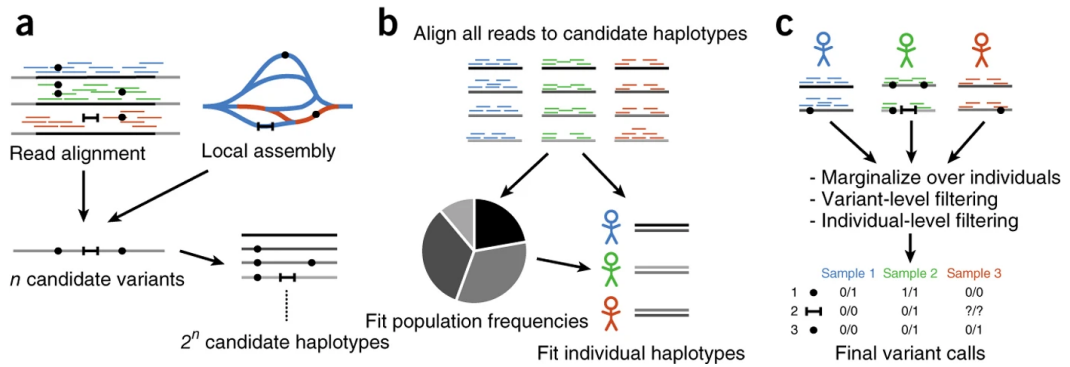 a
Read alignment
Local assembly
n candidate variants
2ⁿ candidate haplotypes
b
Align all reads to candidate haplotypes
Fit population frequencies
Fit individual haplotypes
c
- Marginalize over individuals
- Variant-level filtering
- Individual-level filtering
Sample 1 Sample 2 Sample 3
1 0/1 1/1 0/0
2 0/0 0/1 ?/?
3 0/0 0/1 0/1
Final variant calls